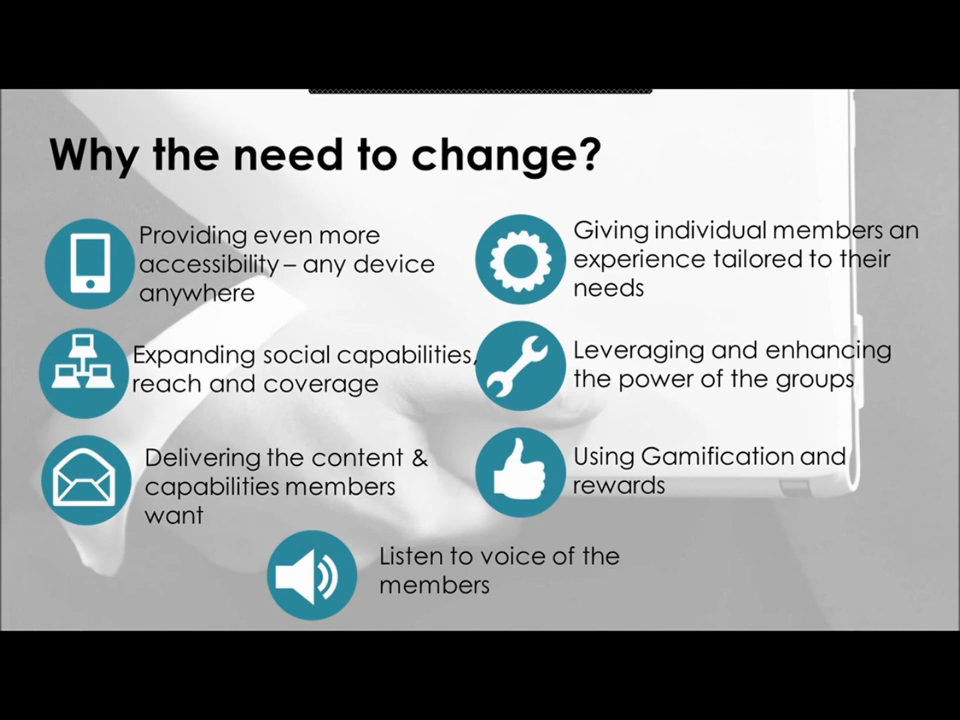 Why the need to change?
Providing even more
accessibility – any device
anywhere
Giving individual members an
experience tailored to their
needs
Expanding social capabilities,
reach and coverage
Leveraging and enhancing
the power of the groups
Delivering the content &
capabilities members
want
Using Gamification and
rewards
Listen to voice of the
members